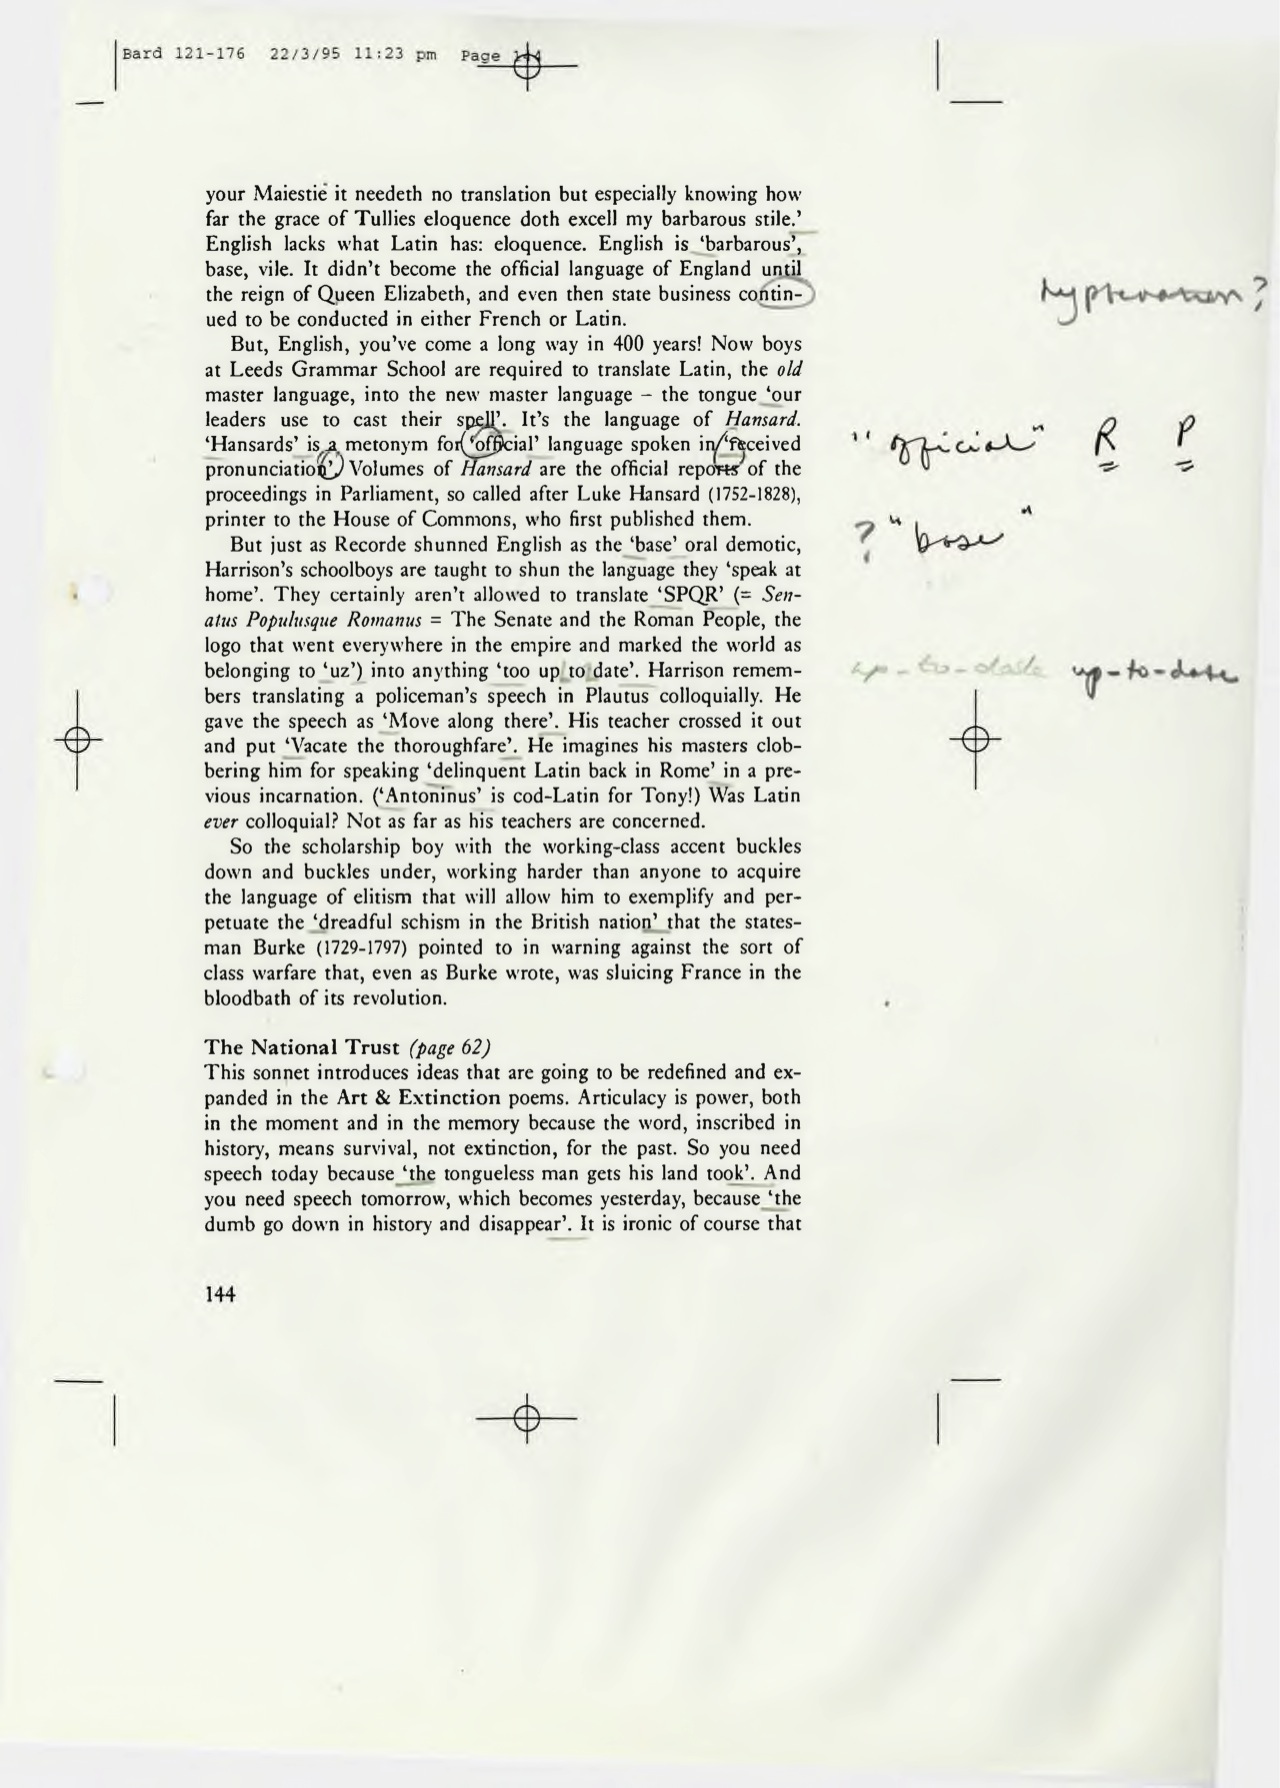 Bard 121-176 22/3/95 11:23 pm Page 144
your Maiestie it needeth no translation but especially knowing how
far the grace of Tullies eloquence doth excell my barbarous stile.’
English lacks what Latin has: eloquence. English is ‘barbarous’,
base, vile. It didn’t become the official language of England until
the reign of Queen Elizabeth, and even then state business contin-
hyphenation?
ued to be conducted in either French or Latin.
But, English, you’ve come a long way in 400 years! Now boys
at Leeds Grammar School are required to translate Latin, the old
master language, into the new master language – the tongue ‘our
leaders use to cast their spell’. It’s the language of Hansard.
‘Hansards’ is a metonym for ‘official’ language spoken in ‘received
"official" R P
pronunciation’. Volumes of Hansard are the official reports of the
proceedings in Parliament, so called after Luke Hansard (1752-1828),
printer to the House of Commons, who first published them.
But just as Recorde shunned English as the ‘base’ oral demotic,
? "base"
Harrison’s schoolboys are taught to shun the language they ‘speak at
home’. They certainly aren’t allowed to translate ‘SPQR’ (= Sen-
atus Populusque Romanus = The Senate and the Roman People, the
logo that went everywhere in the empire and marked the world as
belonging to ‘uz’) into anything ‘too up to date’. Harrison remem-
up-to-date up-to-date
bers translating a policeman’s speech in Plautus colloquially. He
gave the speech as ‘Move along there’. His teacher crossed it out
and put ‘Vacate the thoroughfare’. He imagines his masters clob-
bering him for speaking ‘delinquent Latin back in Rome’ in a pre-
vious incarnation. (‘Antoninus’ is cod-Latin for Tony!) Was Latin
ever colloquial? Not as far as his teachers are concerned.
So the scholarship boy with the working-class accent buckles
down and buckles under, working harder than anyone to acquire
the language of elitism that will allow him to exemplify and per-
petuate the ‘dreadful schism in the British nation’ that the states-
man Burke (1729-1797) pointed to in warning against the sort of
class warfare that, even as Burke wrote, was sluicing France in the
bloodbath of its revolution.
The National Trust (page 62)
This sonnet introduces ideas that are going to be redefined and ex-
panded in the Art & Extinction poems. Articulacy is power, both
in the moment and in the memory because the word, inscribed in
history, means survival, not extinction, for the past. So you need
speech today because ‘the tongueless man gets his land took’. And
you need speech tomorrow, which becomes yesterday, because ‘the
dumb go down in history and disappear’. It is ironic of course that
144